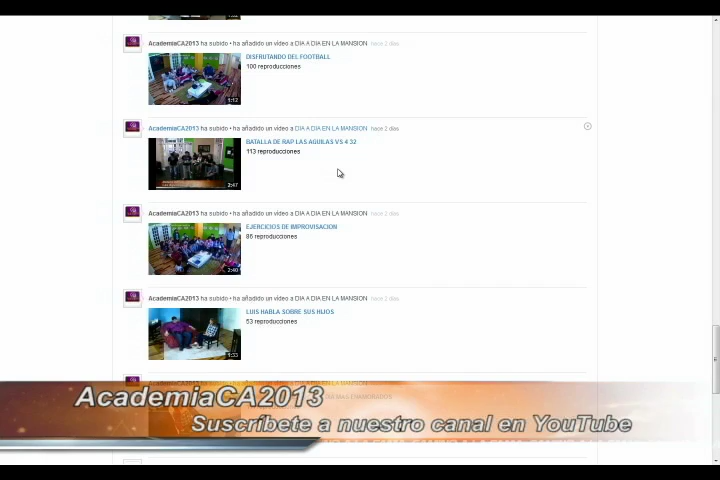 AcademiaCA2013 ha subido • ha añadido un vídeo a DIA A DIA EN LA MANSION hace 2 días
DISFRUTANDO DEL FOOTBALL
100 reproducciones
1:12
AcademiaCA2013 ha subido • ha añadido un vídeo a DIA A DIA EN LA MANSION hace 2 días
BATALLA DE RAP LAS AGUILAS VS 4 32
113 reproducciones
2:47
AcademiaCA2013 ha subido • ha añadido un vídeo a DIA A DIA EN LA MANSION hace 2 días
EJERCICIOS DE IMPROVISACION
86 reproducciones
2:40
AcademiaCA2013 ha subido • ha añadido un vídeo a DIA A DIA EN LA MANSION hace 2 días
LUIS HABLA SOBRE SUS HIJOS
53 reproducciones
1:33
AcademiaCA2013
Suscríbete a nuestro canal en YouTube